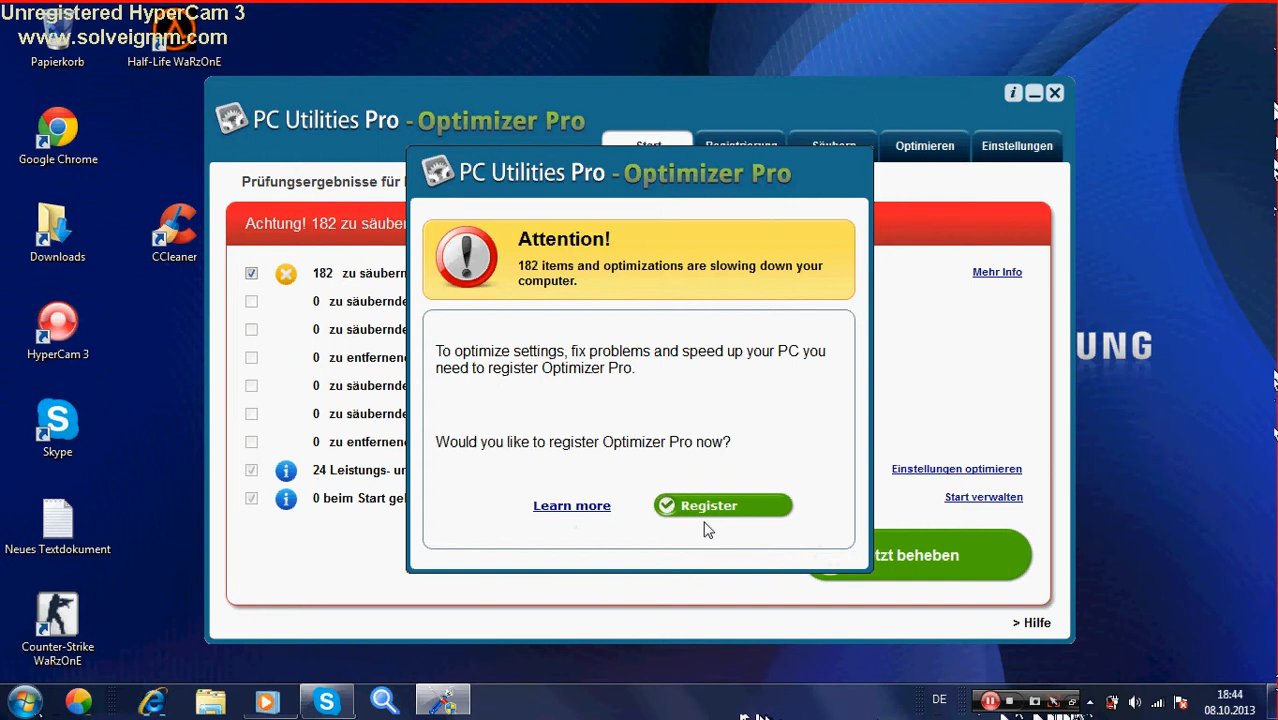 Unregistered HyperCam 3
www.solveigmm.com
Papierkorb
Half-Life WaRzOnE
Google Chrome
Downloads
CCleaner
HyperCam 3
Skype
Neues Textdokument
Counter-Strike
WaRzOnE
PC Utilities Pro - Optimizer Pro
Start
Registrierung
Säubern
Optimieren
Einstellungen
Prüfungsergebnisse für
Achtung! 182 zu säuber
182 zu säubern
0 zu säubernde
0 zu säubernde
0 zu entfernen
0 zu säubernde
0 zu säubernde
0 zu entfernen
24 Leistungs- u
0 beim Start gel
Mehr Info
Einstellungen optimieren
Start verwalten
tzt beheben
> Hilfe
PC Utilities Pro - Optimizer Pro
Attention!
182 items and optimizations are slowing down your
computer.
To optimize settings, fix problems and speed up your PC you
need to register Optimizer Pro.
Would you like to register Optimizer Pro now?
Learn more
Register
UNG
DE
18:44
08.10.2013